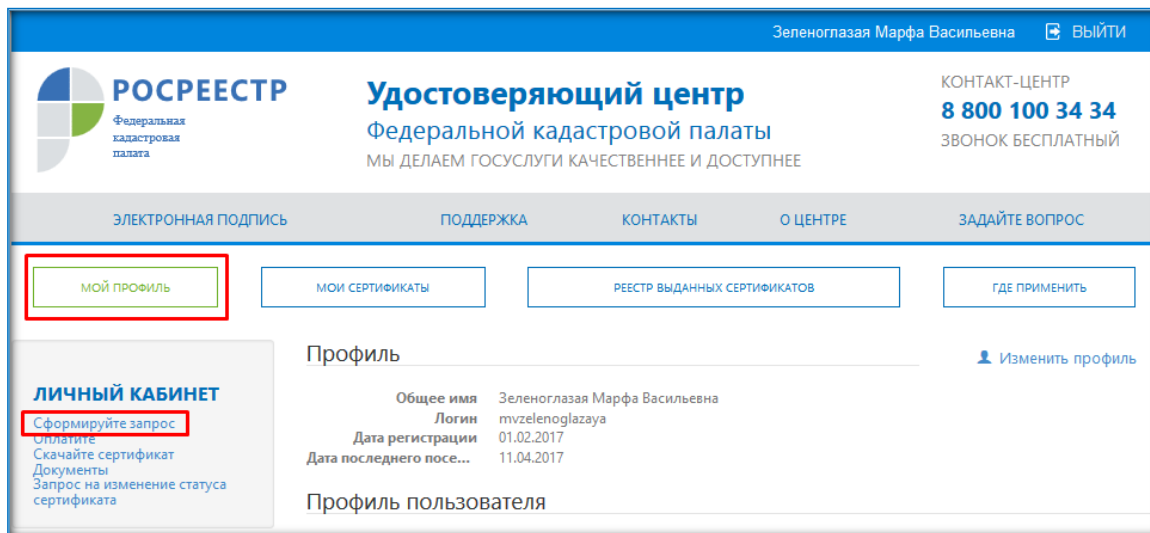 Зеленоглазая Марфа Васильевна ВЫЙТИ
РОСРЕЕСТР
Федеральная
кадастровая
палата
Удостоверяющий центр
Федеральной кадастровой палаты
МЫ ДЕЛАЕМ ГОСУСЛУГИ КАЧЕСТВЕННЕЕ И ДОСТУПНЕЕ
КОНТАКТ-ЦЕНТР
8 800 100 34 34
ЗВОНОК БЕСПЛАТНЫЙ
ЭЛЕКТРОННАЯ ПОДПИСЬ ПОДДЕРЖКА КОНТАКТЫ О ЦЕНТРЕ ЗАДАЙТЕ ВОПРОС
МОЙ ПРОФИЛЬ МОИ СЕРТИФИКАТЫ РЕЕСТР ВЫДАННЫХ СЕРТИФИКАТОВ ГДЕ ПРИМЕНИТЬ
ЛИЧНЫЙ КАБИНЕТ
Сформируйте запрос
Оплатите
Скачайте сертификат
Документы
Запрос на изменение статуса
сертификата
Профиль
Изменить профиль
Общее имя Зеленоглазая Марфа Васильевна
Логин mvzelenoglazaya
Дата регистрации 01.02.2017
Дата последнего посе... 11.04.2017
Профиль пользователя